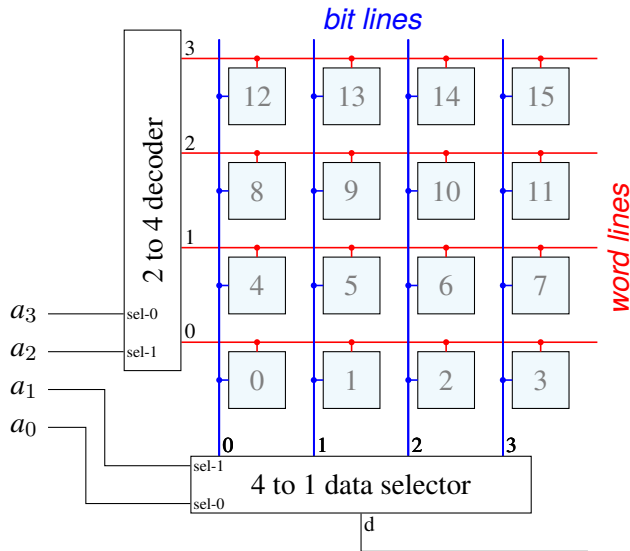 bit lines
3
12 13 14 15
2
8 9 10 11
2 to 4 decoder
word lines
1
4 5 6 7
a3 sel-0
0
a2 sel-1
0 1 2 3
a1
a0
0 1 2 3
sel-1
4 to 1 data selector
sel-0
d